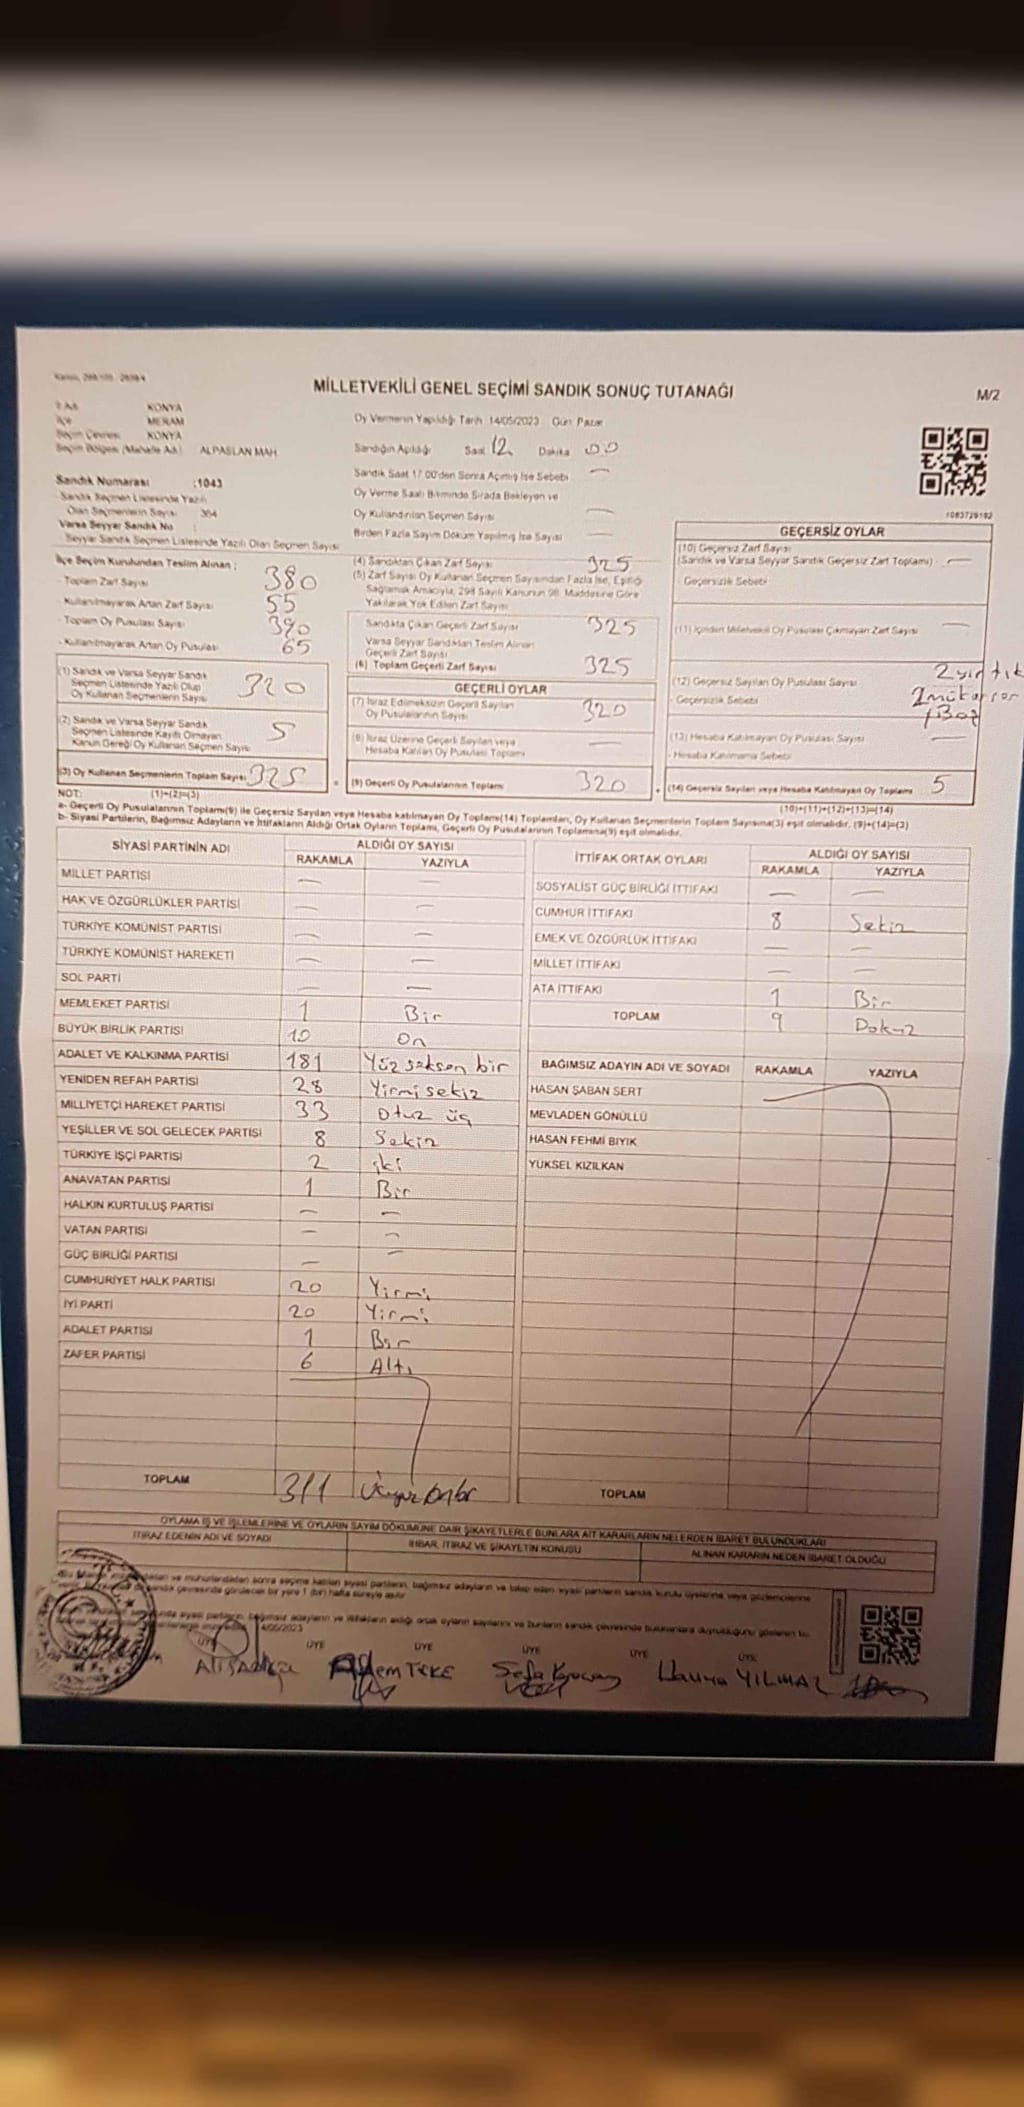 MİLLETVEKİLİ GENEL SEÇİMİ SANDIK SONUÇ TUTANAĞI
M/2
İl Adı KONYA
İlçe MERAM
Seçim Çevresi KONYA
Seçim Bölgesi (Mahalle Adı) ALPASLAN MAH
Sandık Numarası :1043
Sandık Seçmen Listesinde Yazılı
Olan Seçmenlerin Sayısı 364
Varsa Seyyar Sandık No :
Seyyar Sandık Seçmen Listesinde Yazılı Olan Seçmen Sayısı
Oy Vermenin Yapıldığı Tarih 14/05/2023 Gün Pazar
Sandığın Açıldığı Saat 12 Dakika 00
Sandık Saat 17.00'den Sonra Açılmış İse Sebebi —
Oy Verme Saati Bitiminde Sırada Bekleyen ve
Oy Kullandırılan Seçmen Sayısı —
Birden Fazla Sayım Döküm Yapılmış İse Sayısı —
1083729192
İlçe Seçim Kurulundan Teslim Alınan ;
- Toplam Zarf Sayısı 380
- Kullanılmayarak Artan Zarf Sayısı 55
- Toplam Oy Pusulası Sayısı 390
- Kullanılmayarak Artan Oy Pusulası 65
(1) Sandık ve Varsa Seyyar Sandık
Seçmen Listesinde Yazılı Olup
Oy Kullanan Seçmenlerin Sayısı 320
(2) Sandık ve Varsa Seyyar Sandık
Seçmen Listesinde Kayıtlı Olmayan
Kanun Gereği Oy Kullanan Seçmen Sayısı 5
(3) Oy Kullanan Seçmenlerin Toplam Sayısı 325
(4) Sandıktan Çıkan Zarf Sayısı 325
(5) Zarf Sayısı Oy Kullanan Seçmen Sayısından Fazla İse, Eşitliği
Sağlamak Amacıyla, 298 Sayılı Kanunun 98. Maddesine Göre
Yakılarak Yok Edilen Zarf Sayısı
Sandıkta Çıkan Geçerli Zarf Sayısı 325
Varsa Seyyar Sandıktan Teslim Alınan
Geçerli Zarf Sayısı
(6) Toplam Geçerli Zarf Sayısı 325
GEÇERLİ OYLAR
(7) İtiraz Edilmeksizin Geçerli Sayılan
Oy Pusulalarının Sayısı 320
(8) İtiraz Üzerine Geçerli Sayılan veya
Hesaba Katılan Oy Pusulası Toplamı —
= (9) Geçerli Oy Pusulalarının Toplamı 320
GEÇERSİZ OYLAR
(10) Geçersiz Zarf Sayısı
(Sandık ve Varsa Seyyar Sandık Geçersiz Zarf Toplamı) —
- Geçersizlik Sebebi
(11) İçinden Milletvekili Oy Pusulası Çıkmayan Zarf Sayısı —
(12) Geçersiz Sayılan Oy Pusulası Sayısı 2 yırtık
- Geçersizlik Sebebi 2 mükerrer
1 Boş
(13) Hesaba Katılmayan Oy Pusulası Sayısı —
- Hesaba Katılmama Sebebi
+ (14) Geçersiz Sayılan veya Hesaba Katılmayan Oy Toplamı 5
NOT: (1)+(2)=(3) (10)+(11)+(12)+(13)=(14)
a- Geçerli Oy Pusulalarının Toplamı(9) ile Geçersiz Sayılan veya Hesaba katılmayan Oy Toplamı(14) Toplamları, Oy Kullanan Seçmenlerin Toplam Sayısına(3) eşit olmalıdır. (9)+(14)=(3)
b- Siyasi Partilerin, Bağımsız Adayların ve İttifakların Aldığı Ortak Oyların Toplamı, Geçerli Oy Pusulalarının Toplamına(9) eşit olmalıdır.
SİYASİ PARTİNİN ADI ALDIĞI OY SAYISI
RAKAMLA YAZIYLA
MİLLET PARTİSİ — —
HAK VE ÖZGÜRLÜKLER PARTİSİ — —
TÜRKİYE KOMÜNİST PARTİSİ — —
TÜRKİYE KOMÜNİST HAREKETİ — —
SOL PARTİ — —
MEMLEKET PARTİSİ 1 Bir
BÜYÜK BİRLİK PARTİSİ 10 On
ADALET VE KALKINMA PARTİSİ 181 Yüz seksen bir
YENİDEN REFAH PARTİSİ 28 Yirmi sekiz
MİLLİYETÇİ HAREKET PARTİSİ 33 Otuz üç
YEŞİLLER VE SOL GELECEK PARTİSİ 8 Sekiz
TÜRKİYE İŞÇİ PARTİSİ 2 iki
ANAVATAN PARTİSİ 1 Bir
HALKIN KURTULUŞ PARTİSİ — —
VATAN PARTİSİ — —
GÜÇ BİRLİĞİ PARTİSİ — —
CUMHURİYET HALK PARTİSİ 20 Yirmi
İYİ PARTİ 20 Yirmi
ADALET PARTİSİ 1 Bir
ZAFER PARTİSİ 6 Altı
TOPLAM 311
İTTİFAK ORTAK OYLARI ALDIĞI OY SAYISI
RAKAMLA YAZIYLA
SOSYALİST GÜÇ BİRLİĞİ İTTİFAKI — —
CUMHUR İTTİFAKI 8 Sekiz
EMEK VE ÖZGÜRLÜK İTTİFAKI — —
MİLLET İTTİFAKI — —
ATA İTTİFAKI 1 Bir
TOPLAM 9 Dokuz
BAĞIMSIZ ADAYIN ADI VE SOYADI RAKAMLA YAZIYLA
HASAN ŞABAN SERT
MEVLADEN GÖNÜLLÜ
HASAN FEHMİ BIYIK
YÜKSEL KIZILKAN
TOPLAM
OYLAMA İŞ VE İŞLEMLERİNE VE OYLARIN SAYIM DÖKÜMÜNE DAİR ŞİKAYETLERLE BUNLARA AİT KARARLARIN NELERDEN İBARET BULUNDUKLARI
İTİRAZ EDENİN ADI VE SOYADI İHBAR, İTİRAZ VE ŞİKAYETİN KONUSU ALINAN KARARIN NEDEN İBARET OLDUĞU
ÜYE ÜYE ÜYE ÜYE ÜYE ÜYE
TEKE Sefa YILMAZ